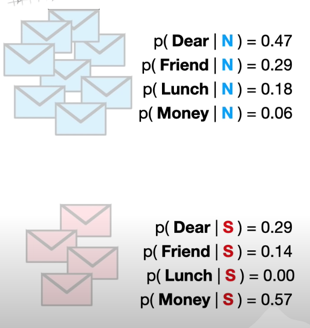 p( Dear | N ) = 0.47
p( Friend | N ) = 0.29
p( Lunch | N ) = 0.18
p( Money | N ) = 0.06
p( Dear | S ) = 0.29
p( Friend | S ) = 0.14
p( Lunch | S ) = 0.00
p( Money | S ) = 0.57